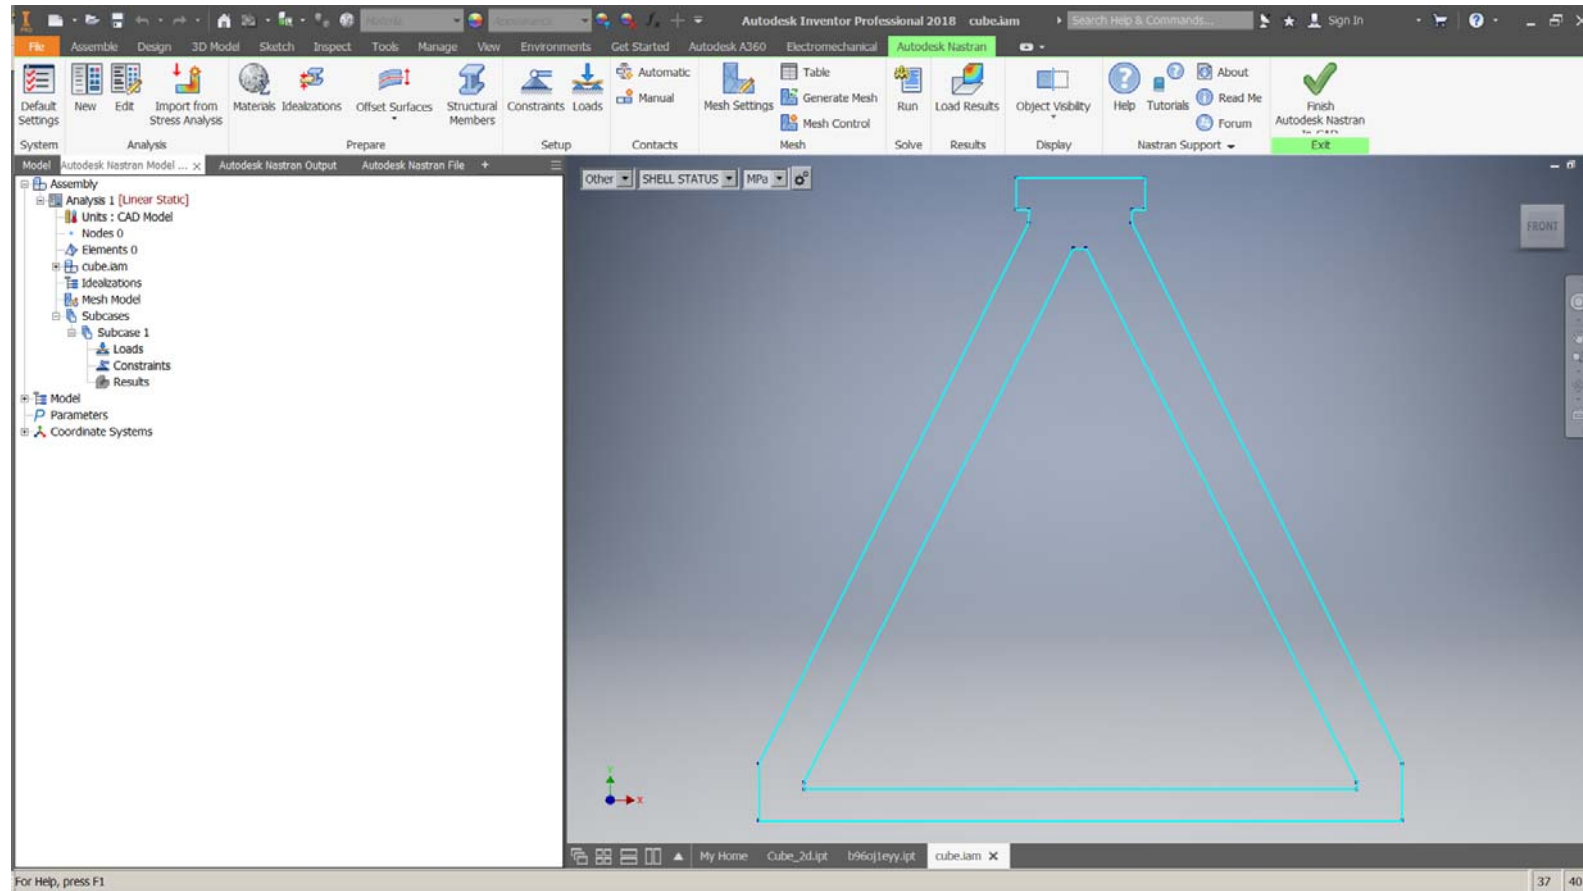 PRO
Material
Appearance
Autodesk Inventor Professional 2018 cube.iam
Search Help & Commands...
Sign In
File Assemble Design 3D Model Sketch Inspect Tools Manage View Environments Get Started Autodesk A360 Electromechanical Autodesk Nastran
Default Settings
New
Edit
Import from Stress Analysis
Materials
Idealizations
Offset Surfaces
Structural Members
Constraints
Loads
Automatic
Manual
Mesh Settings
Table
Generate Mesh
Mesh Control
Run
Load Results
Object Visibility
Help
Tutorials
About
Read Me
Forum
Finish
Autodesk Nastran
In-CAD
System Analysis Prepare Setup Contacts Mesh Solve Results Display Nastran Support Exit
Model Autodesk Nastran Model ... x Autodesk Nastran Output Autodesk Nastran File +
Assembly
Analysis 1 [Linear Static]
Units : CAD Model
Nodes 0
Elements 0
cube.iam
Idealizations
Mesh Model
Subcases
Subcase 1
Loads
Constraints
Results
Model
Parameters
Coordinate Systems
Other SHELL STATUS MPa
FRONT
Y
X
My Home Cube_2d.ipt b96oj1eyy.ipt cube.iam X
For Help, press F1
37 40